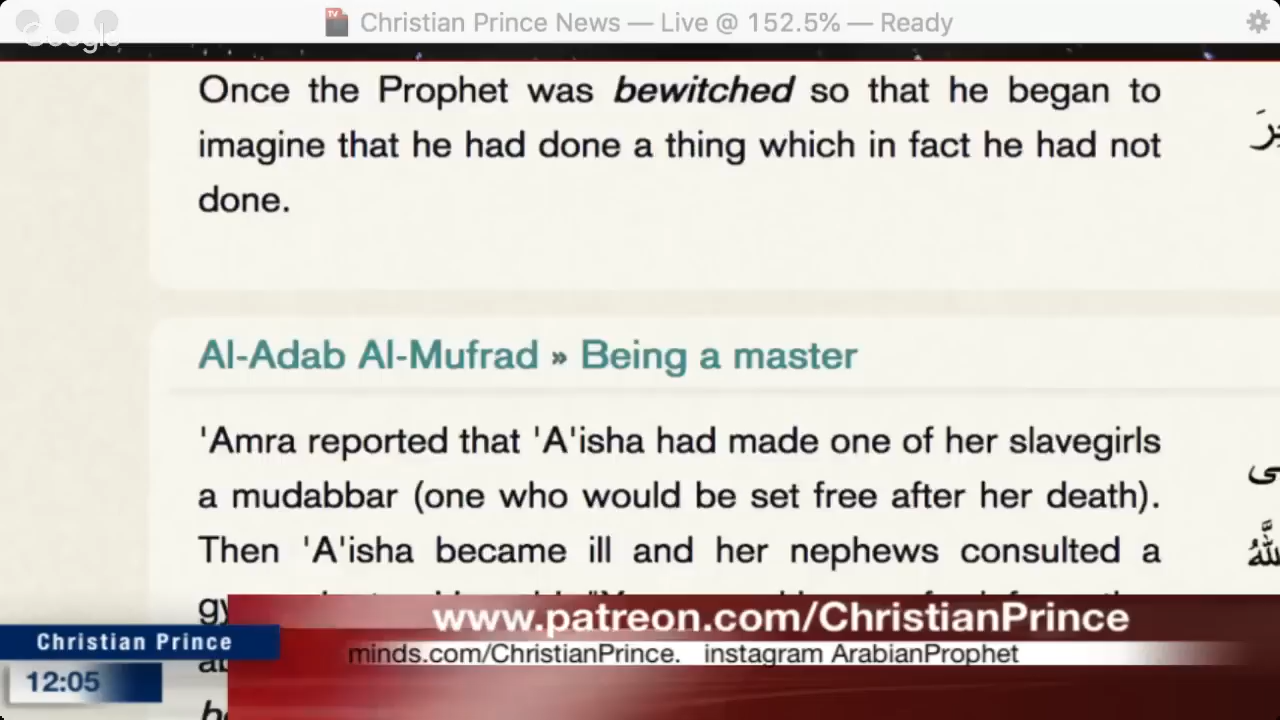 Christian Prince News — Live @ 152.5% — Ready
Google
Once the Prophet was bewitched so that he began to
imagine that he had done a thing which in fact he had not
done.
Al-Adab Al-Mufrad » Being a master
'Amra reported that 'A'isha had made one of her slavegirls
a mudabbar (one who would be set free after her death).
Then 'A'isha became ill and her nephews consulted a
www.patreon.com/ChristianPrince
Christian Prince
minds.com/ChristianPrince. instagram ArabianProphet
12:05